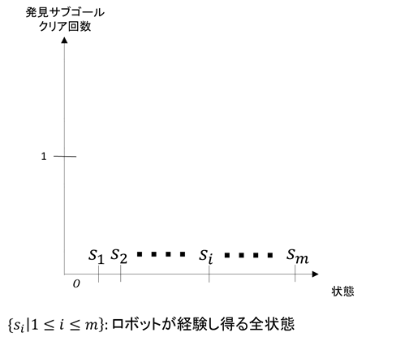 発見サブゴール
クリア回数
1
s₁ s₂ ▪▪▪▪ sᵢ ▪▪▪▪ sₘ
0
状態
{sᵢ|1 ≤ i ≤ m}: ロボットが経験し得る全状態